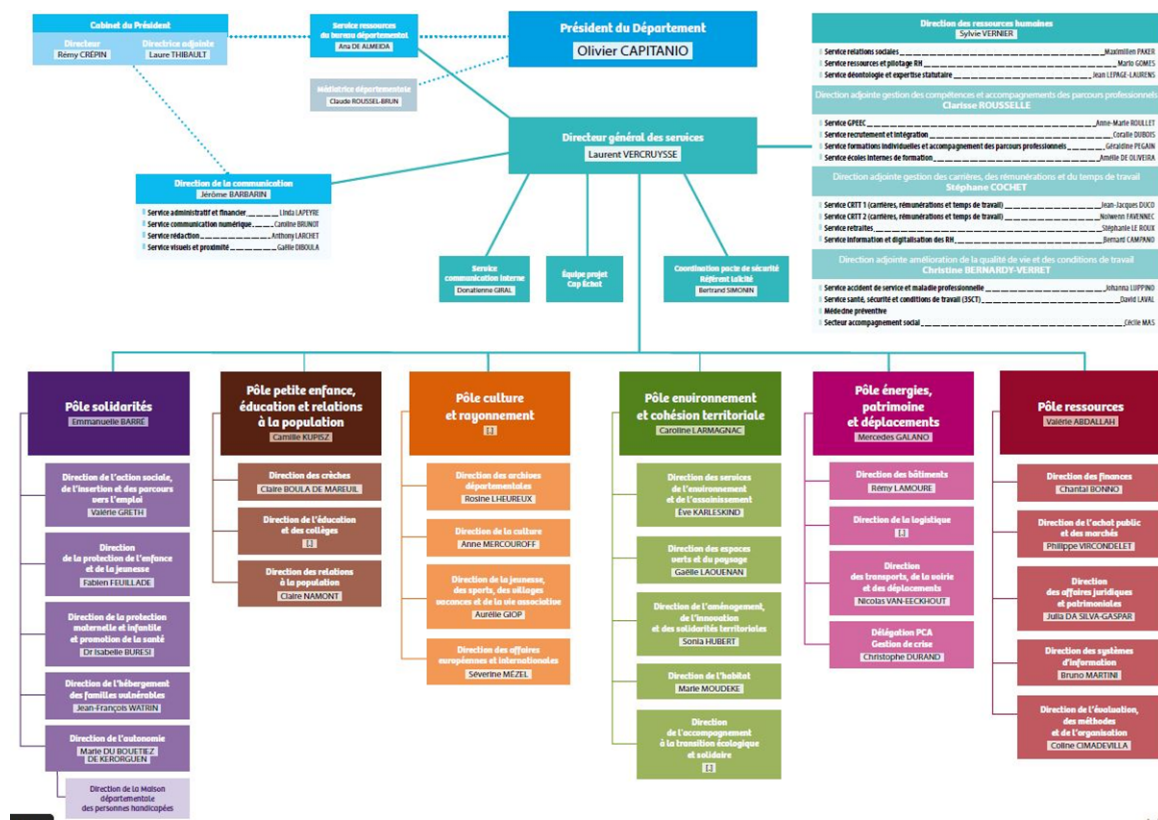 Cabinet du Président
Directeur
Rémy CRÉPIN
Directrice adjointe
Laure THIBAULT
Service ressources
du bureau départemental
Ana DE ALMEIDA
Médiatrice départementale
Claude ROUSSEL-BRUN
Président du Département
Olivier CAPITANIO
Directeur général des services
Laurent VERCRUYSSE
Direction de la communication
Jérôme BARBARIN
Service administratif et financier Linda LAPEYRE
Service communication numérique Caroline BRUNOT
Service rédaction Anthony LARCHET
Service visuels et proximité Gaëlle DIBOULA
Service
communication interne
Donatienne GIRAL
Équipe projet
Cap Échat
Coordination pacte de sécurité
Référent laïcité
Bertrand SIMONIN
Direction des ressources humaines
Sylvie VERNIER
Service relations sociales Maximilien PAKER
Service ressources et pilotage RH Mario GOMES
Service déontologie et expertise statutaire Jean LEPAGE-LAURENS
Direction adjointe gestion des compétences et accompagnements des parcours professionnels
Clarisse ROUSSELLE
Service GPEEC Anne-Marie ROULLET
Service recrutement et intégration Coralie DUBOIS
Service formations individuelles et accompagnement des parcours professionnels Géraldine PEGAIN
Service écoles internes de formation Amélie DE OLIVEIRA
Direction adjointe gestion des carrières, des rémunérations et du temps de travail
Stéphane COCHET
Service CRTT 1 (carrières, rémunérations et temps de travail) Jean-Jacques DUCO
Service CRTT 2 (carrières, rémunérations et temps de travail) Nolwenn FAVENNEC
Service retraites Stéphanie LE ROUX
Service information et digitalisation des RH Bernard CAMPANO
Direction adjointe amélioration de la qualité de vie et des conditions de travail
Christine BERNARDY-VERRET
Service accident de service et maladie professionnelle Johanna LUPPINO
Service santé, sécurité et conditions de travail (3SCT) David LAVAL
Médecine préventive
Secteur accompagnement social Cécile MAS
Pôle solidarités
Emmanuelle BARRE
Direction de l'action sociale,
de l'insertion et des parcours
vers l'emploi
Valérie GRETH
Direction
de la protection de l'enfance
et de la jeunesse
Fabien FEUILLADE
Direction de la protection
maternelle et infantile
et promotion de la santé
Dr Isabelle BURESI
Direction de l'hébergement
des familles vulnérables
Jean-François WATRIN
Direction de l'autonomie
Marie DU BOUETIEZ
DE KERORGUEN
Direction de la Maison
départementale
des personnes handicapées
Pôle petite enfance,
éducation et relations
à la population
Camille KUPISZ
Direction des crèches
Claire BOULA DE MAREUIL
Direction de l'éducation
et des collèges
[.]
Direction des relations
à la population
Claire NAMONT
Pôle culture
et rayonnement
[.]
Direction des archives
départementales
Rosine LHEUREUX
Direction de la culture
Anne MERCOUROFF
Direction de la jeunesse,
des sports, des villages
vacances et de la vie associative
Aurélie GIOP
Direction des affaires
européennes et internationales
Séverine MÉZEL
Pôle environnement
et cohésion territoriale
Caroline LARMAGNAC
Direction des services
de l'environnement
et de l'assainissement
Ève KARLESKIND
Direction des espaces
verts et du paysage
Gaëlle LAOUENAN
Direction de l'aménagement,
de l'innovation
et des solidarités territoriales
Sonia HUBERT
Direction de l'habitat
Marie MOUDEKE
Direction
de l'accompagnement
à la transition écologique
et solidaire
[.]
Pôle énergies,
patrimoine
et déplacements
Mercedes GALANO
Direction des bâtiments
Rémy LAMOURE
Direction de la logistique
[.]
Direction
des transports, de la voirie
et des déplacements
Nicolas VAN-EECKHOUT
Délégation PCA
Gestion de crise
Christophe DURAND
Pôle ressources
Valérie ABDALLAH
Direction des finances
Chantal BONNO
Direction de l'achat public
et des marchés
Philippe VIRCONDELET
Direction
des affaires juridiques
et patrimoniales
Julia DA SILVA-GASPAR
Direction des systèmes
d'information
Bruno MARTINI
Direction de l'évaluation,
des méthodes
et de l'organisation
Coline CIMADEVILLA